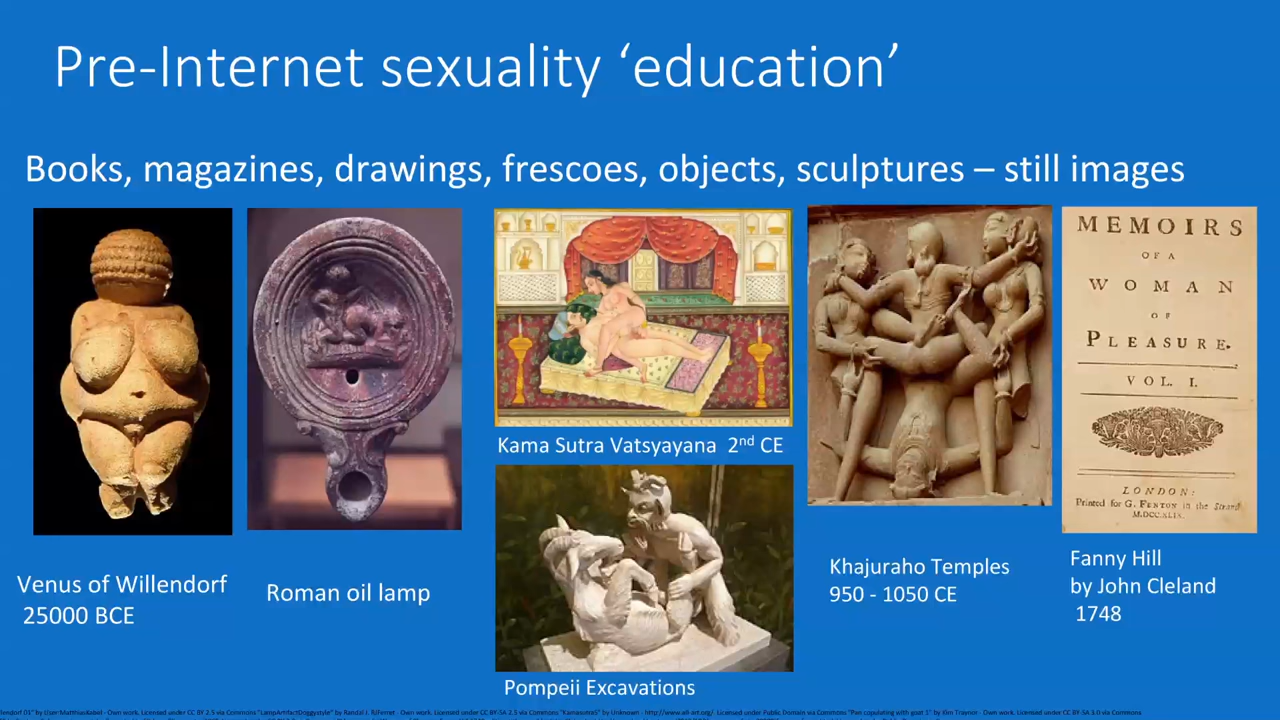 Pre-Internet sexuality ‘education’
Books, magazines, drawings, frescoes, objects, sculptures – still images
MEMOIRS
OF A
WOMAN
OF
PLEASURE.
VOL. I.
LONDON:
Printed for G. FENTON in the Strand
M.DCC.XLIX.
Kama Sutra Vatsyayana 2nd CE
Venus of Willendorf
25000 BCE
Roman oil lamp
Khajuraho Temples
950 - 1050 CE
Fanny Hill
by John Cleland
1748
Pompeii Excavations